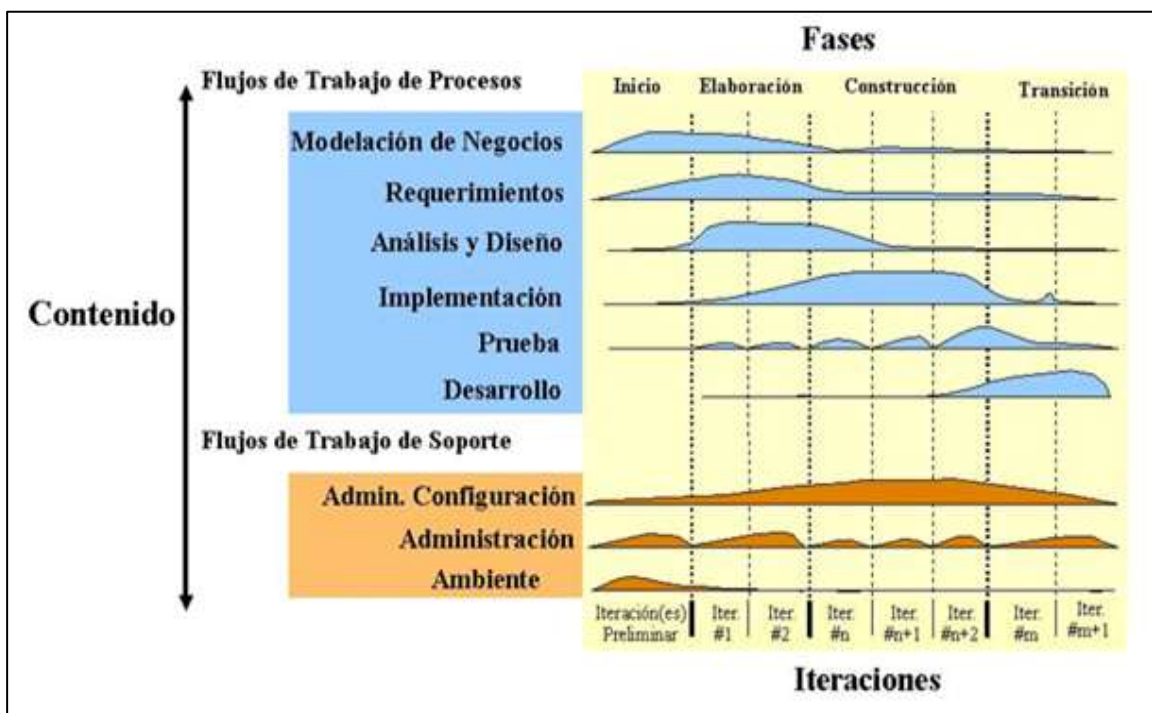 Fases
Flujos de Trabajo de Procesos
Inicio Elaboración Construcción Transición
Modelación de Negocios
Requerimientos
Análisis y Diseño
Implementación
Contenido
Prueba
Desarrollo
Flujos de Trabajo de Soporte
Admin. Configuración
Administración
Ambiente
Iteración(es) Preliminar
Iter. #1
Iter. #2
Iter. #n
Iter. #n+1
Iter. #n+2
Iter. #m
Iter. #m+1
Iteraciones